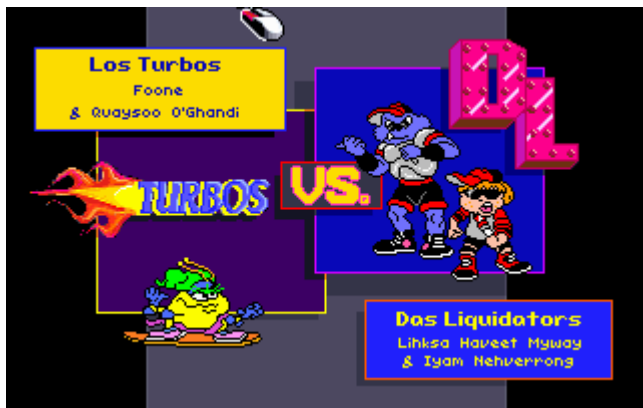 Los Turbos
Foone
& Quaysoo O'Ghandi
DL
TURBOS
VS.
Das Liquidators
Lihksa Haveet Myway
& Iyam Nehverrong